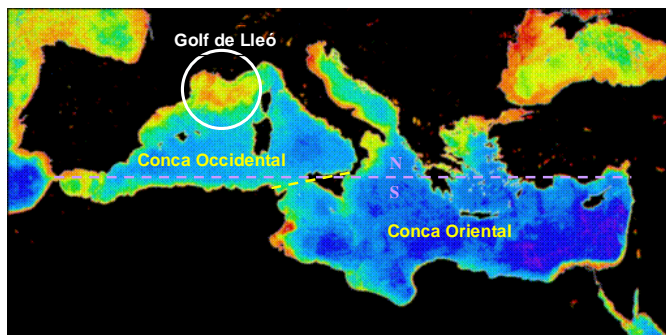 Golf de Lleó
Conca Occidental
N
S
Conca Oriental